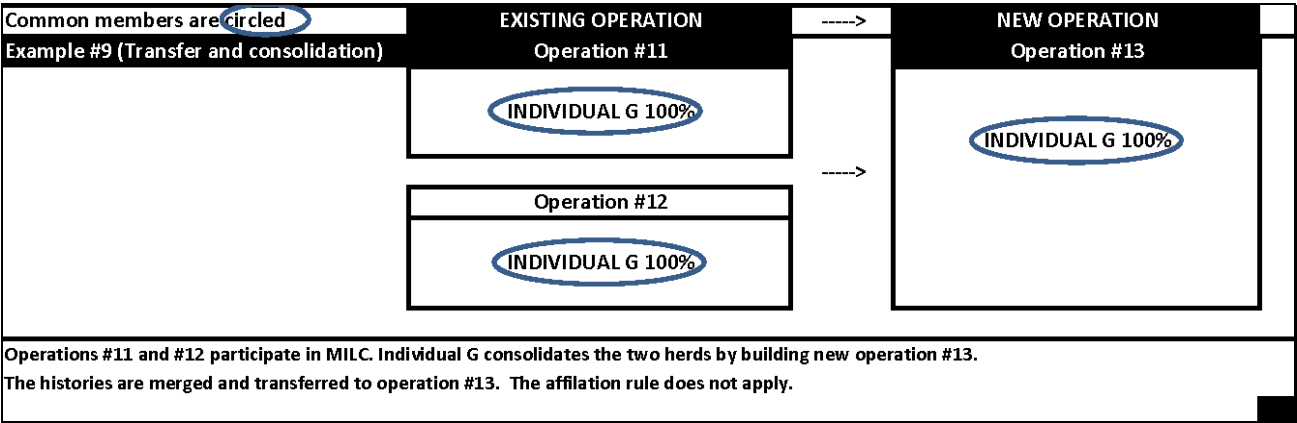 Common members are circled EXISTING OPERATION -----> NEW OPERATION
Example #9 (Transfer and consolidation) Operation #11 Operation #13
INDIVIDUAL G 100%
INDIVIDUAL G 100%
----->
Operation #12
INDIVIDUAL G 100%
Operations #11 and #12 participate in MILC. Individual G consolidates the two herds by building new operation #13.
The histories are merged and transferred to operation #13. The affilation rule does not apply.